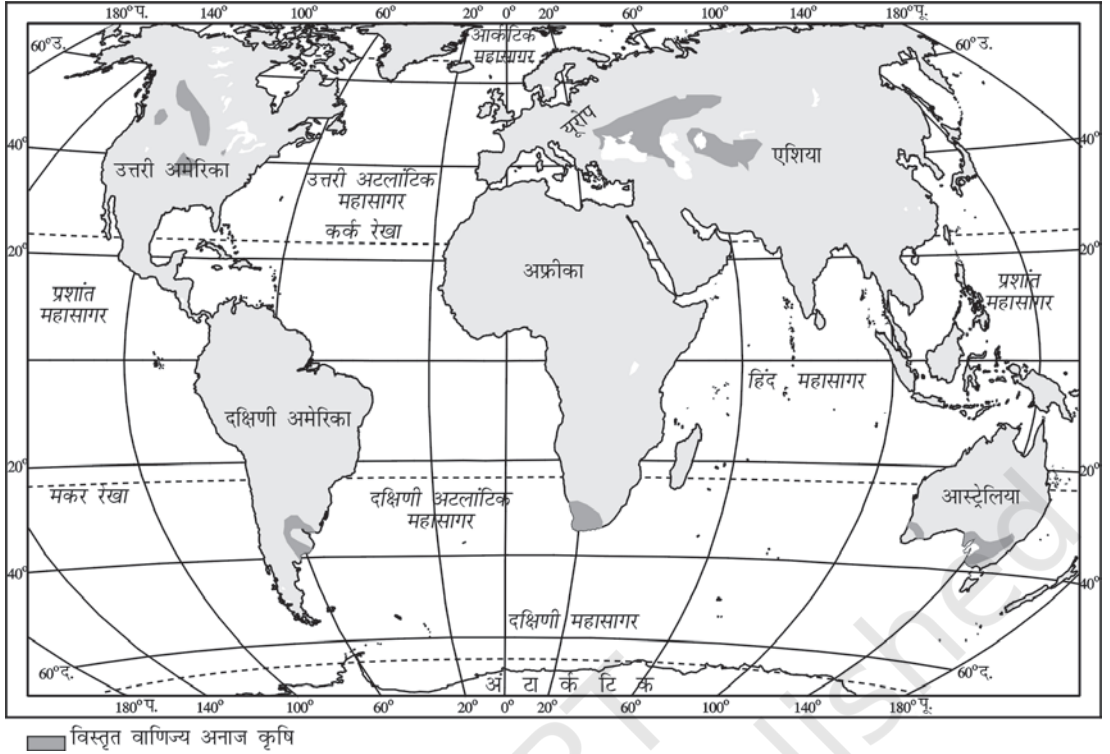 180°प. 140° 100° 60° 20° 0° 20° 60° 100° 140° 180°पू.
आर्कटिक
महासागर
60°उ. 60°उ.
यूरोप
40° 40°
उत्तरी अमेरिका एशिया
उत्तरी अटलांटिक
महासागर
कर्क रेखा
20° 20°
अफ्रीका
प्रशांत
महासागर
प्रशांत
महासागर
हिंद महासागर
दक्षिणी अमेरिका
20° 20°
मकर रेखा
दक्षिणी अटलांटिक
महासागर
आस्ट्रेलिया
40° 40°
दक्षिणी महासागर
60°द. 60°द.
अं टा र्क टि क
180°प. 140° 100° 60° 20° 0° 20° 60° 100° 140° 180°पू.
विस्तृत वाणिज्य अनाज कृषि